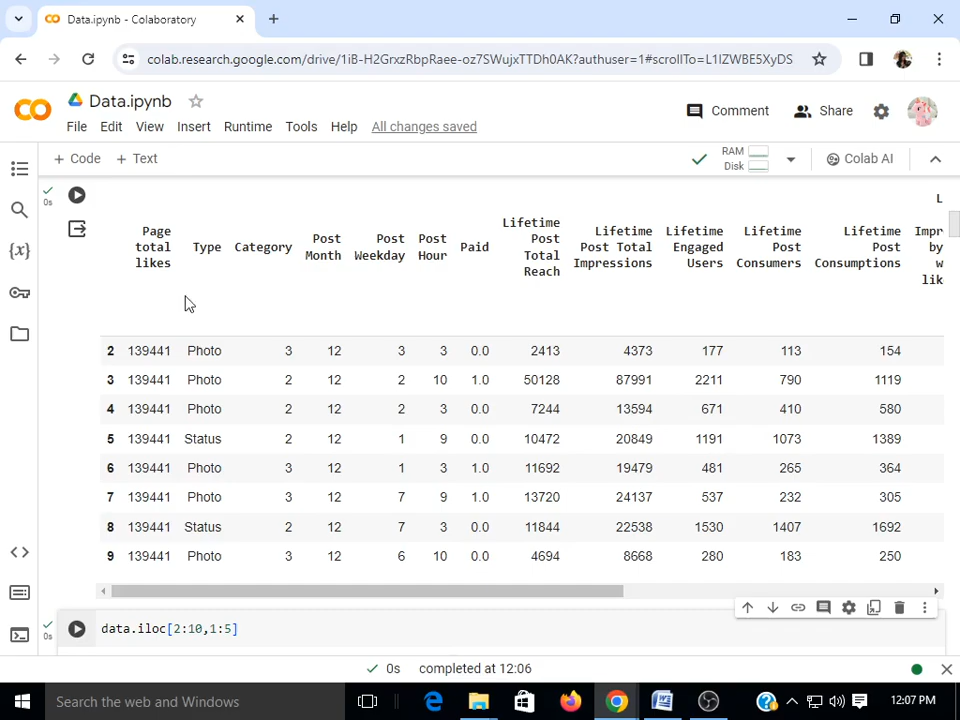 Data.ipynb - Colaboratory
colab.research.google.com/drive/1iB-H2GrxzRbpRaee-oz7SWujxTTDh0AK?authuser=1#scrollTo=L1lZWBE5XyDS
Data.ipynb
Comment Share
File Edit View Insert Runtime Tools Help All changes saved
+ Code + Text RAM Disk Colab AI
0s
Page total likes Type Category Post Month Post Weekday Post Hour Paid Lifetime Post Total Reach Lifetime Post Total Impressions Lifetime Engaged Users Lifetime Post Consumers Lifetime Post Consumptions L Impr by w lik
2 139441 Photo 3 12 3 3 0.0 2413 4373 177 113 154
3 139441 Photo 2 12 2 10 1.0 50128 87991 2211 790 1119
4 139441 Photo 2 12 2 3 0.0 7244 13594 671 410 580
5 139441 Status 2 12 1 9 0.0 10472 20849 1191 1073 1389
6 139441 Photo 3 12 1 3 1.0 11692 19479 481 265 364
7 139441 Photo 3 12 7 9 1.0 13720 24137 537 232 305
8 139441 Status 2 12 7 3 0.0 11844 22538 1530 1407 1692
9 139441 Photo 3 12 6 10 0.0 4694 8668 280 183 250
0s data.iloc[2:10,1:5]
0s completed at 12:06
Search the web and Windows 12:07 PM